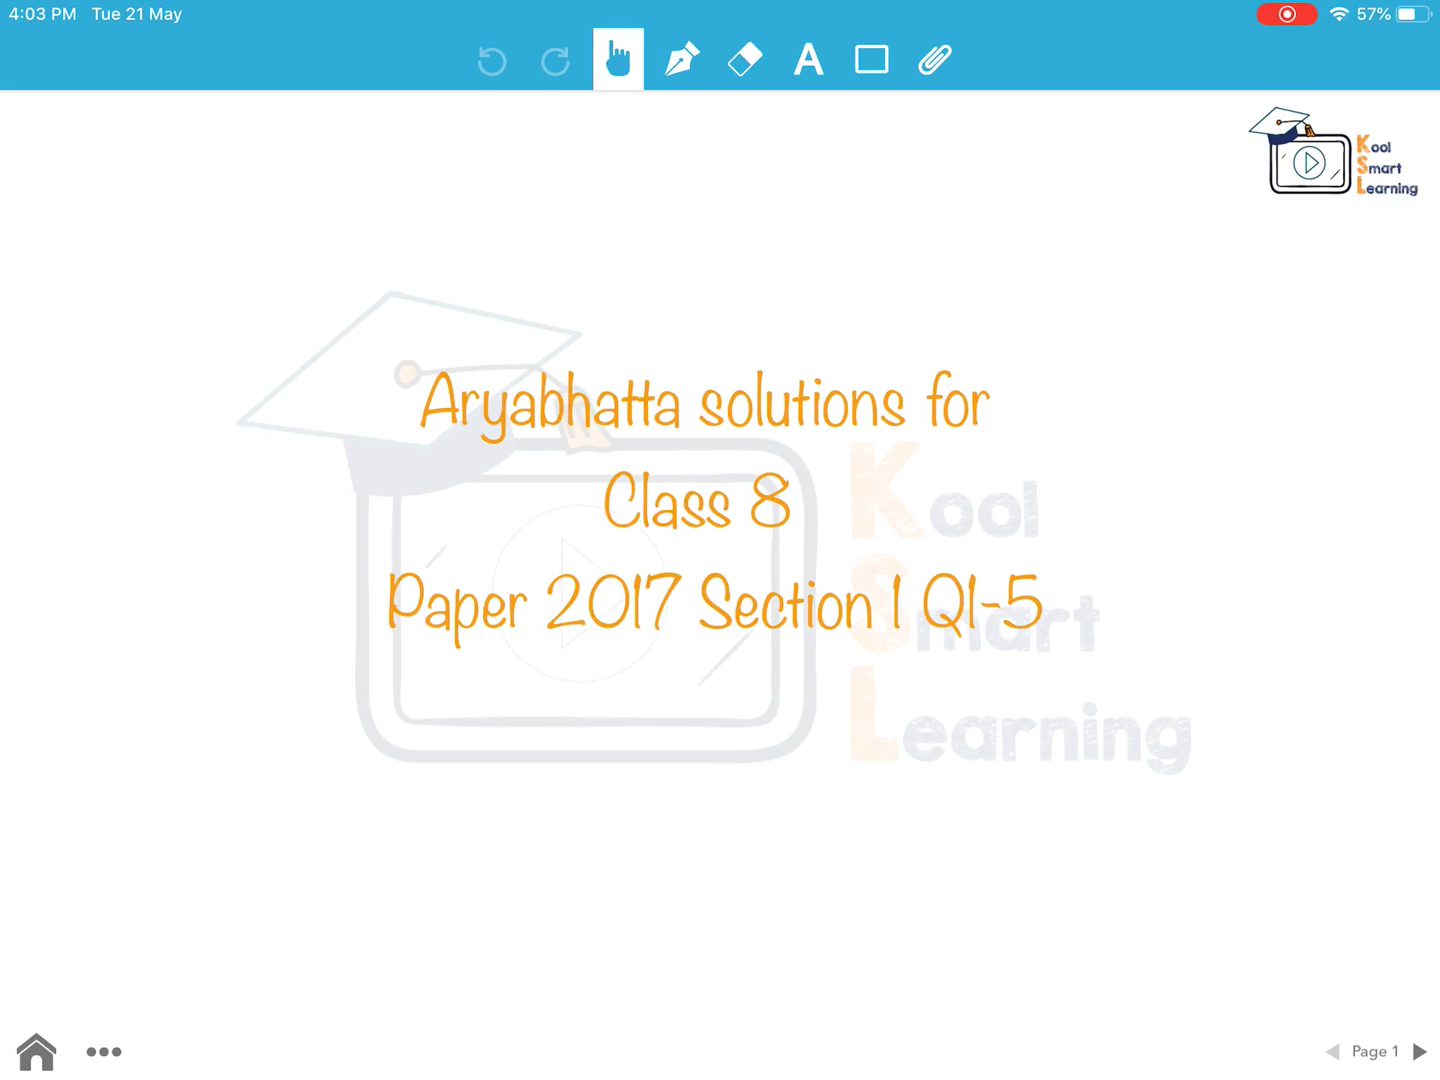 4:03 PM Tue 21 May
57%
A
Kool
Smart
Learning
Aryabhatta solutions for
Class 8
Paper 2017 Section 1 Q1-5
Kool
Smart
Learning
Page 1